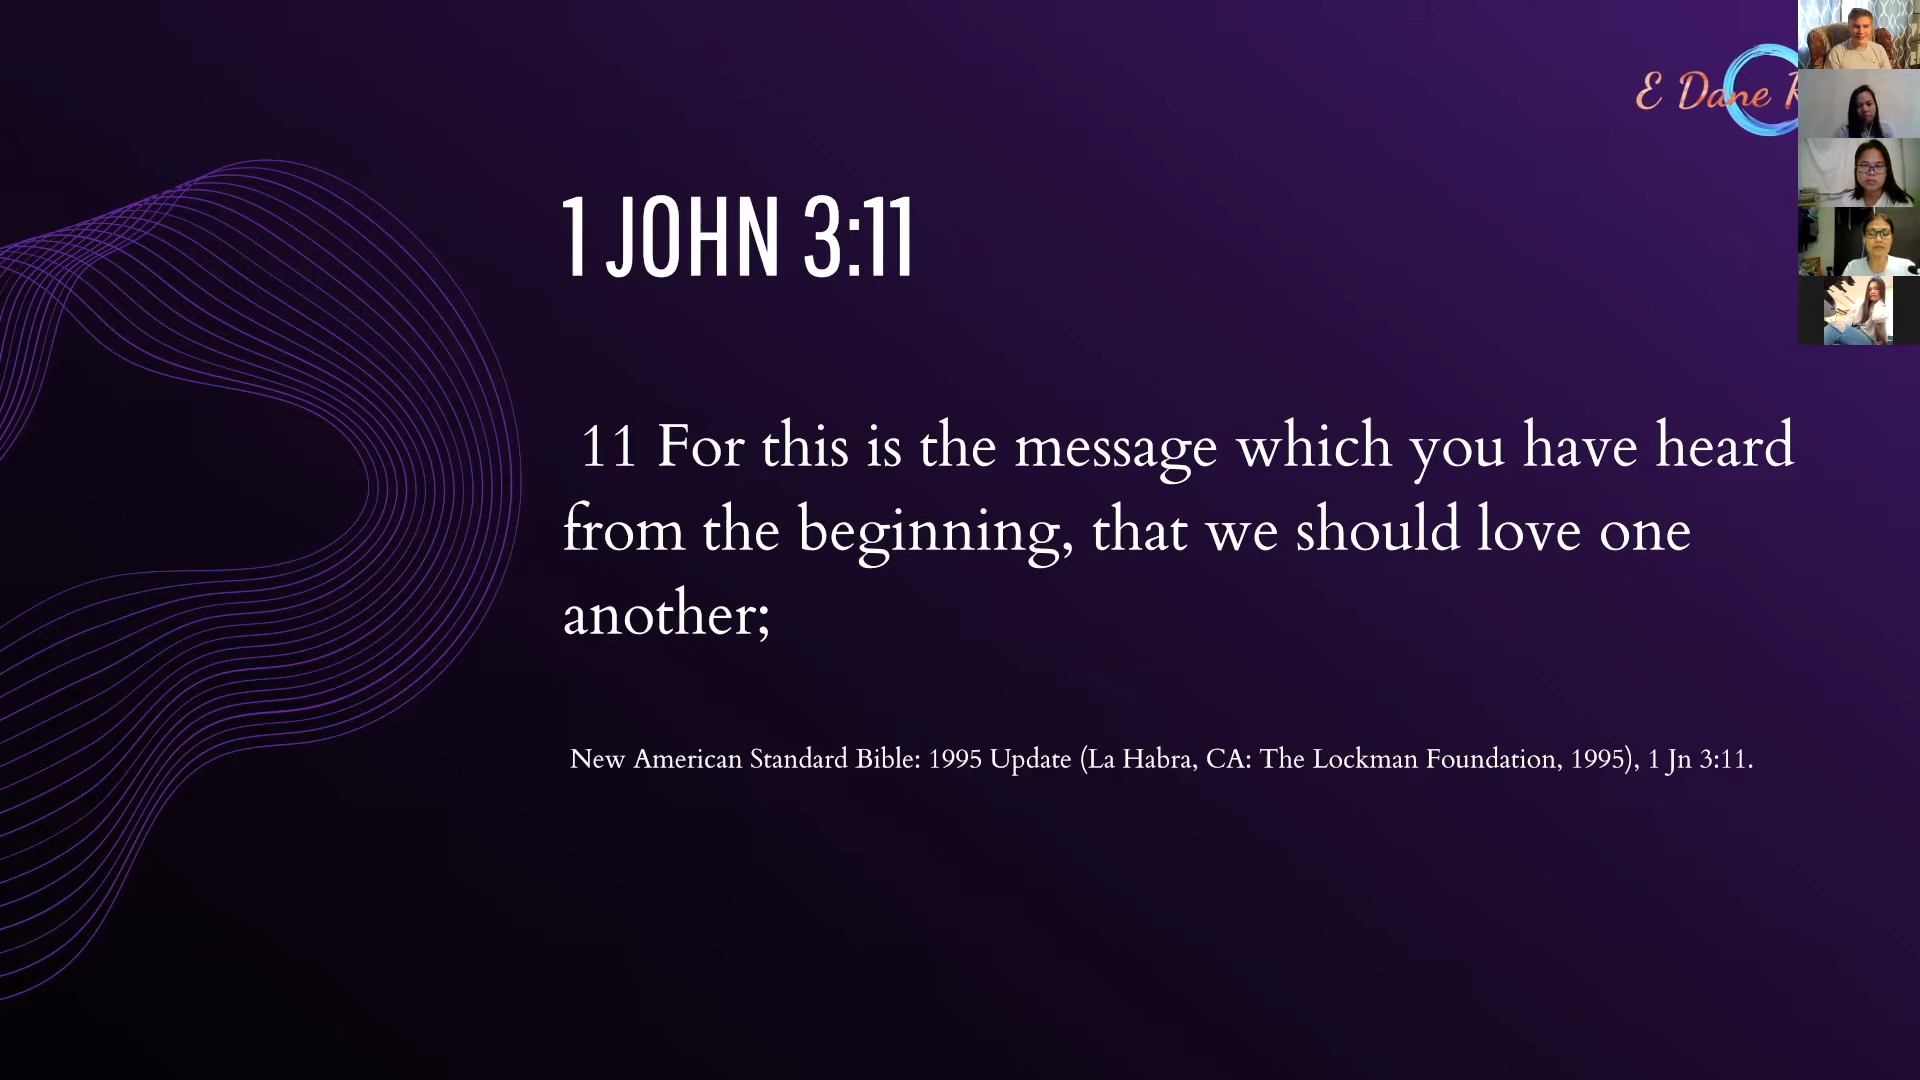 E Dane
1 JOHN 3:11
11 For this is the message which you have heard
from the beginning, that we should love one
another;
New American Standard Bible: 1995 Update (La Habra, CA: The Lockman Foundation, 1995), 1 Jn 3:11.